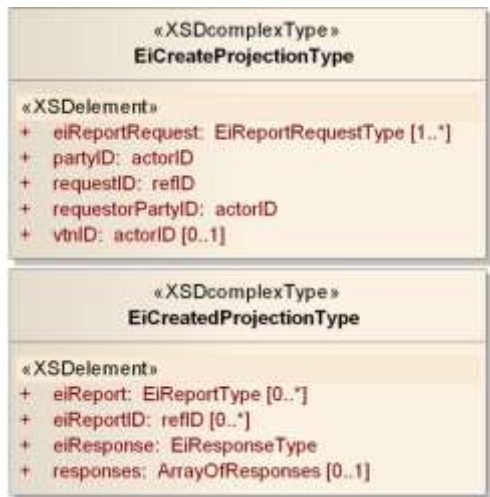 «XSDcomplexType»
EiCreateProjectionType
«XSDelement»
+ eiReportRequest: EiReportRequestType [1..*]
+ partyID: actorID
+ requestID: refID
+ requestorPartyID: actorID
+ vtnID: actorID [0..1]
«XSDcomplexType»
EiCreatedProjectionType
«XSDelement»
+ eiReport: EiReportType [0..*]
+ eiReportID: refID [0..*]
+ eiResponse: EiResponseType
+ responses: ArrayOfResponses [0..1]